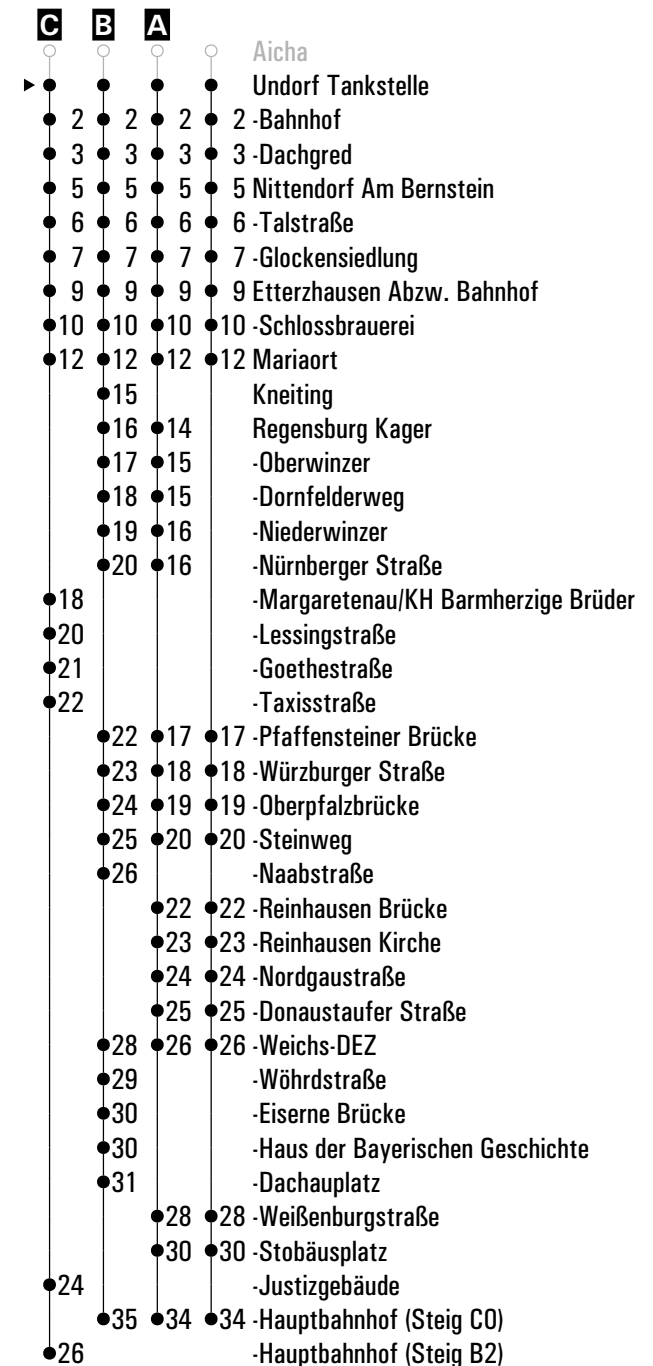 C B A
Aicha
Undorf Tankstelle
2 2 2 2 -Bahnhof
3 3 3 3 -Dachgred
5 5 5 5 Nittendorf Am Bernstein
6 6 6 6 -Talstraße
7 7 7 7 -Glockensiedlung
9 9 9 9 Etterzhausen Abzw. Bahnhof
10 10 10 10 -Schlossbrauerei
12 12 12 12 Mariaort
15 Kneiting
16 14 Regensburg Kager
17 15 -Oberwinzer
18 15 -Dornfelderweg
19 16 -Niederwinzer
20 16 -Nürnberger Straße
18 -Margaretenau/KH Barmherzige Brüder
20 -Lessingstraße
21 -Goethestraße
22 -Taxisstraße
22 17 17 -Pfaffensteiner Brücke
23 18 18 -Würzburger Straße
24 19 19 -Oberpfalzbrücke
25 20 20 -Steinweg
26 -Naabstraße
22 22 -Reinhausen Brücke
23 23 -Reinhausen Kirche
24 24 -Nordgaustraße
25 25 -Donaustaufer Straße
28 26 26 -Weichs-DEZ
29 -Wöhrdstraße
30 -Eiserne Brücke
30 -Haus der Bayerischen Geschichte
31 -Dachauplatz
28 28 -Weißenburgstraße
30 30 -Stobäusplatz
24 -Justizgebäude
35 34 34 -Hauptbahnhof (Steig C0)
26 -Hauptbahnhof (Steig B2)